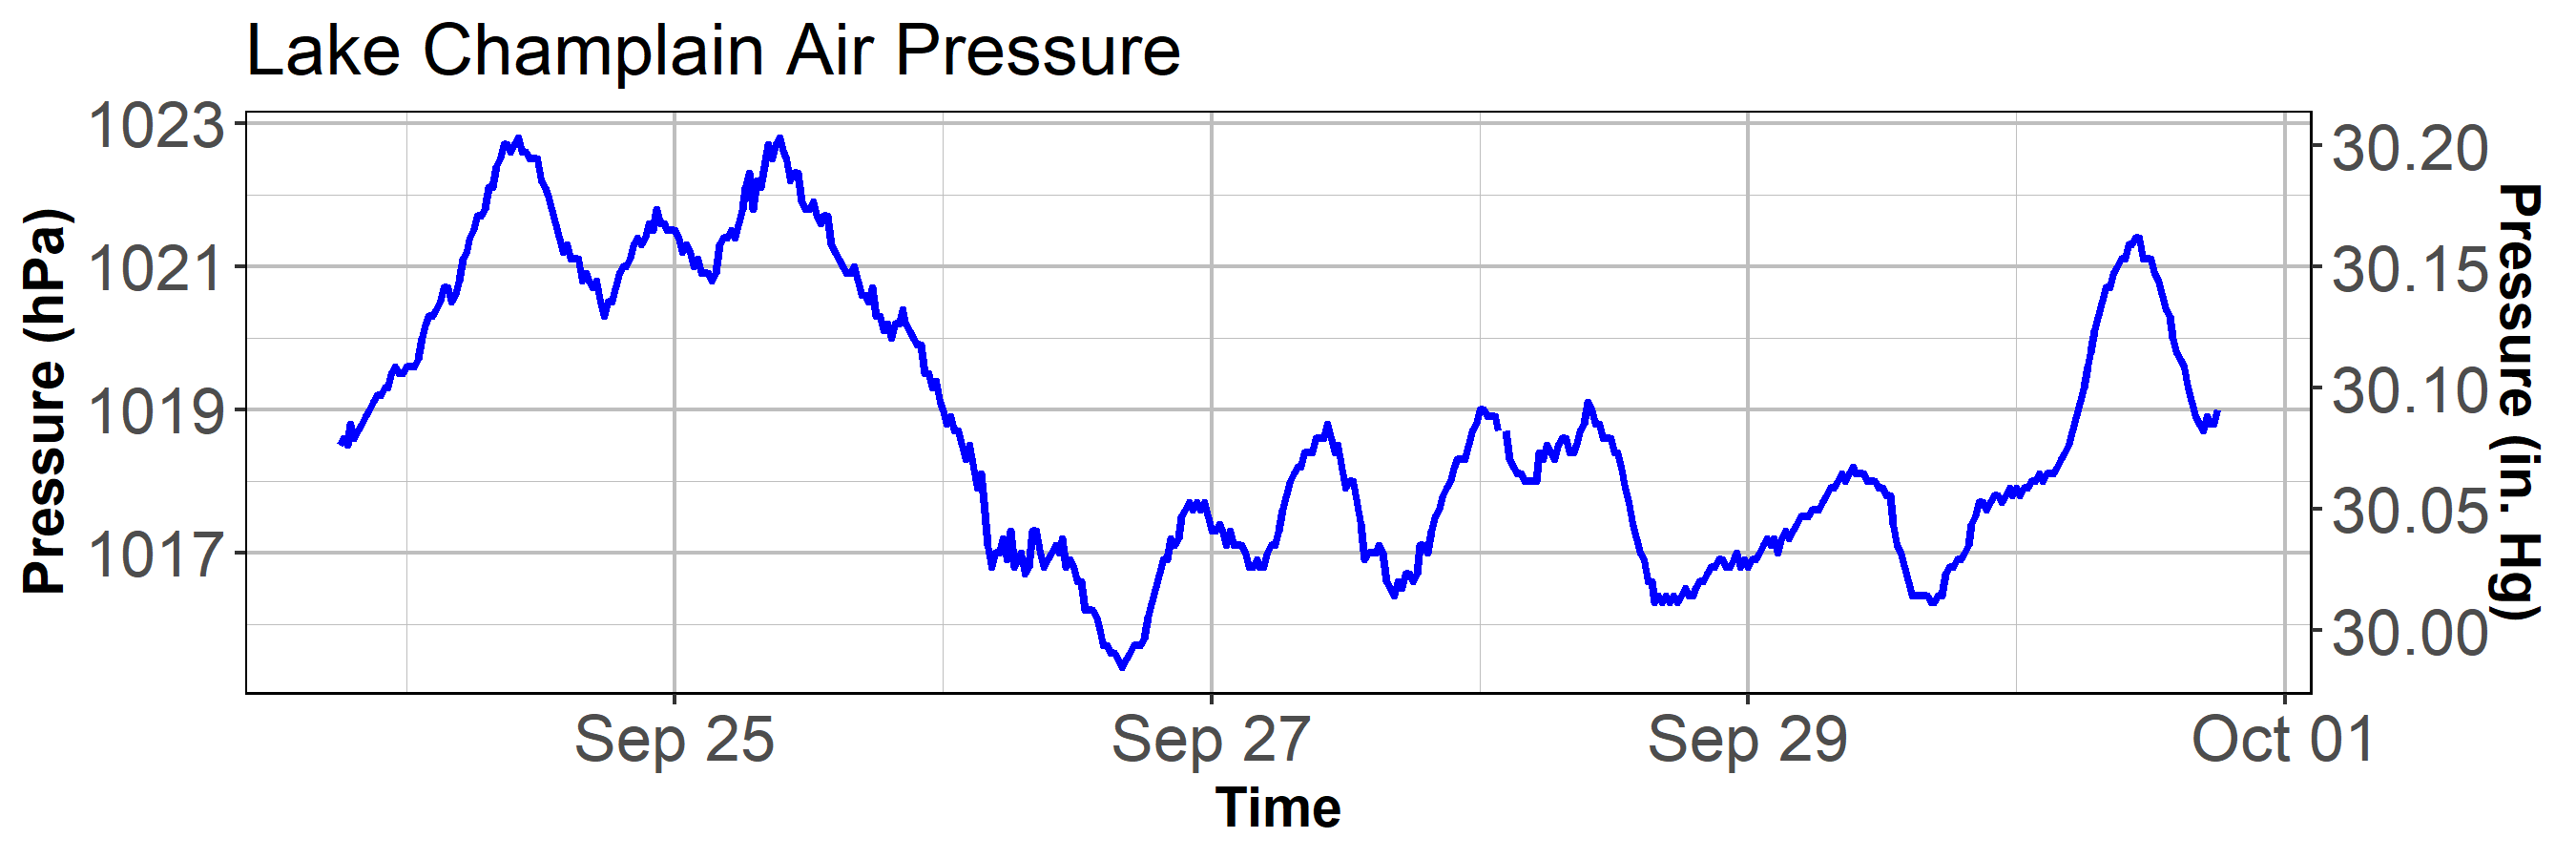 Lake Champlain Air Pressure
Pressure (hPa)
1023
1021
1019
1017
30.20
30.15
30.10
30.05
30.00
Pressure (in. Hg)
Sep 25 Sep 27 Sep 29 Oct 01
Time